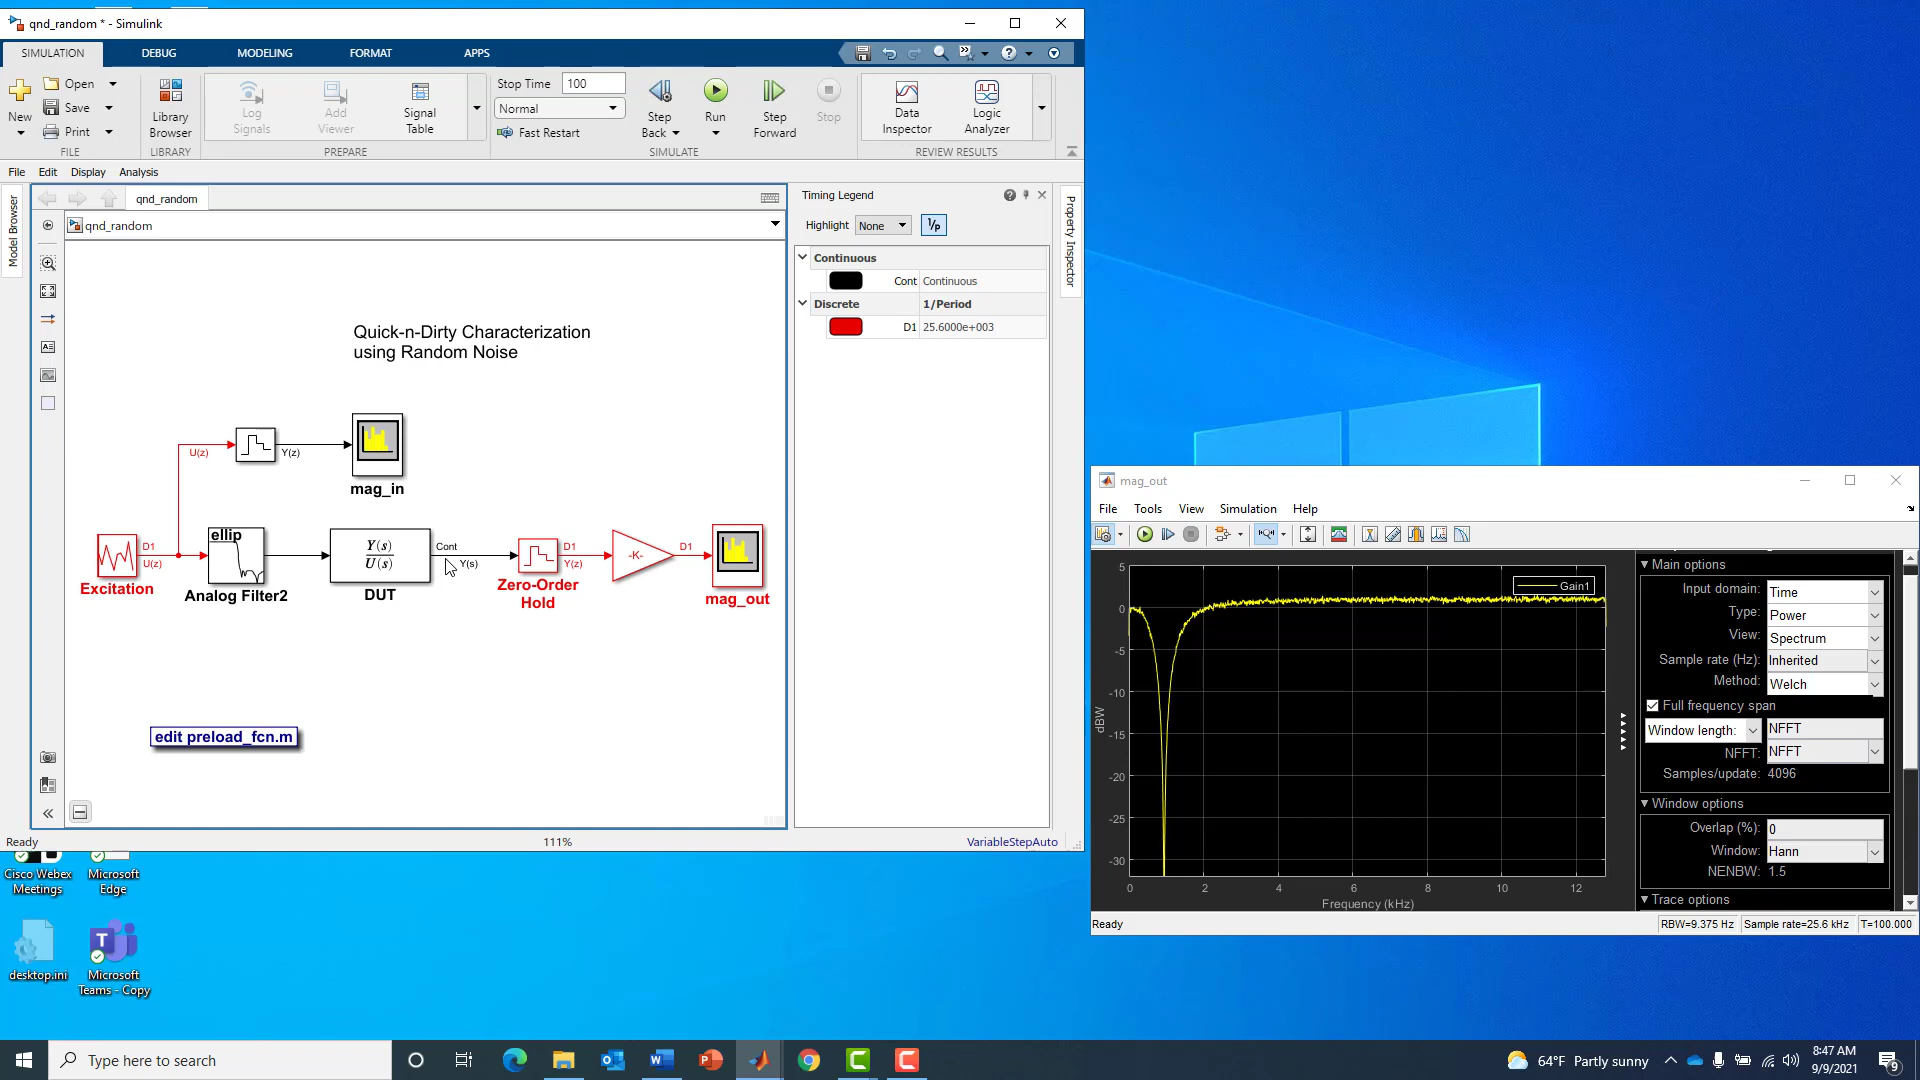 qnd_random * - Simulink
SIMULATION
DEBUG
MODELING
FORMAT
APPS
New
Open
Save
Print
FILE
Library
Browser
LIBRARY
Log
Signals
Add
Viewer
Signal
Table
PREPARE
Stop Time
100
Normal
Fast Restart
Step
Back
Run
Step
Forward
Stop
SIMULATE
Data
Inspector
Logic
Analyzer
REVIEW RESULTS
File Edit Display Analysis
Model Browser
qnd_random
qnd_random
Timing Legend
Highlight None 1/p
Continuous
Cont Continuous
Discrete 1/Period
D1 25.6000e+003
Property Inspector
Quick-n-Dirty Characterization
using Random Noise
U(z)
Y(z)
mag_in
D1
U(z)
Excitation
ellip
Analog Filter2
Y(s)
U(s)
DUT
Cont
Y(s)
Zero-Order
Hold
D1
Y(z)
-K-
D1
mag_out
edit preload_fcn.m
Ready
111%
VariableStepAuto
mag_out
File Tools View Simulation Help
Gain1
5
0
-5
-10
-15
-20
-25
-30
dBW
0 2 4 6 8 10 12
Frequency (kHz)
Main options
Input domain: Time
Type: Power
View: Spectrum
Sample rate (Hz): Inherited
Method: Welch
Full frequency span
Window length: NFFT
NFFT: NFFT
Samples/update: 4096
Window options
Overlap (%): 0
Window: Hann
NENBW: 1.5
Trace options
Ready
RBW=9.375 Hz
Sample rate=25.6 kHz
T=100.000
Cisco Webex
Meetings
Microsoft
Edge
desktop.ini
Microsoft
Teams - Copy
Type here to search
64°F Partly sunny
8:47 AM
9/9/2021
9